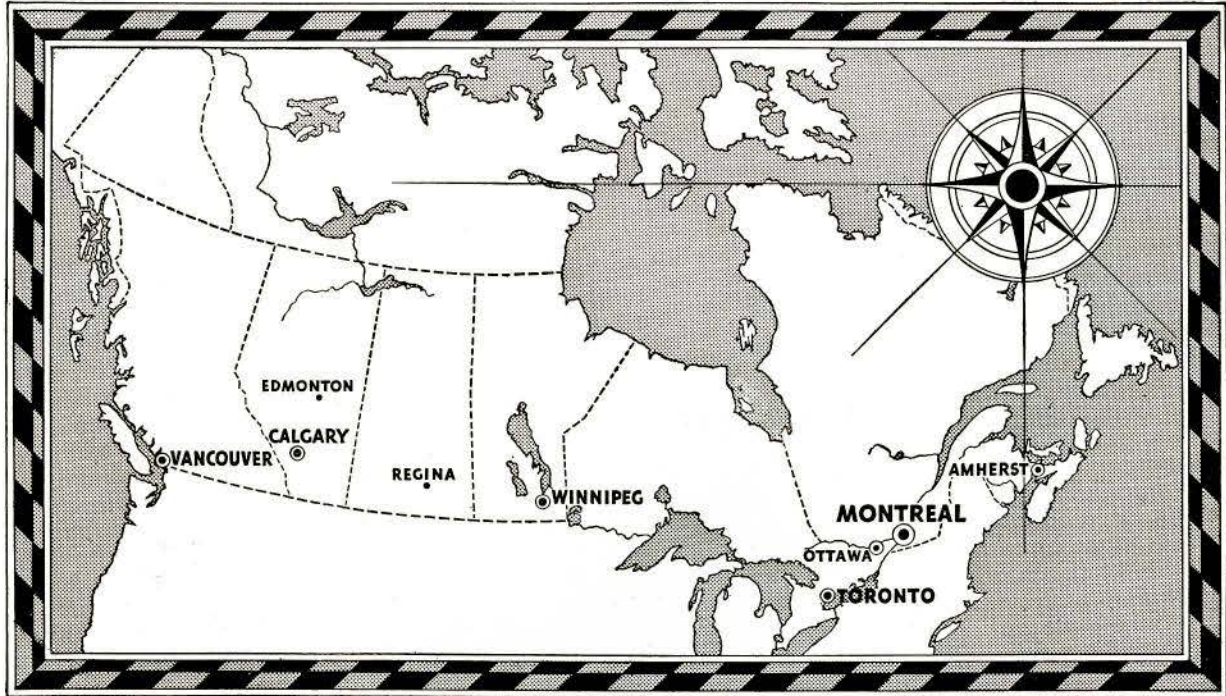 EDMONTON
CALGARY
VANCOUVER
REGINA
WINNIPEG
AMHERST
MONTREAL
OTTAWA
TORONTO